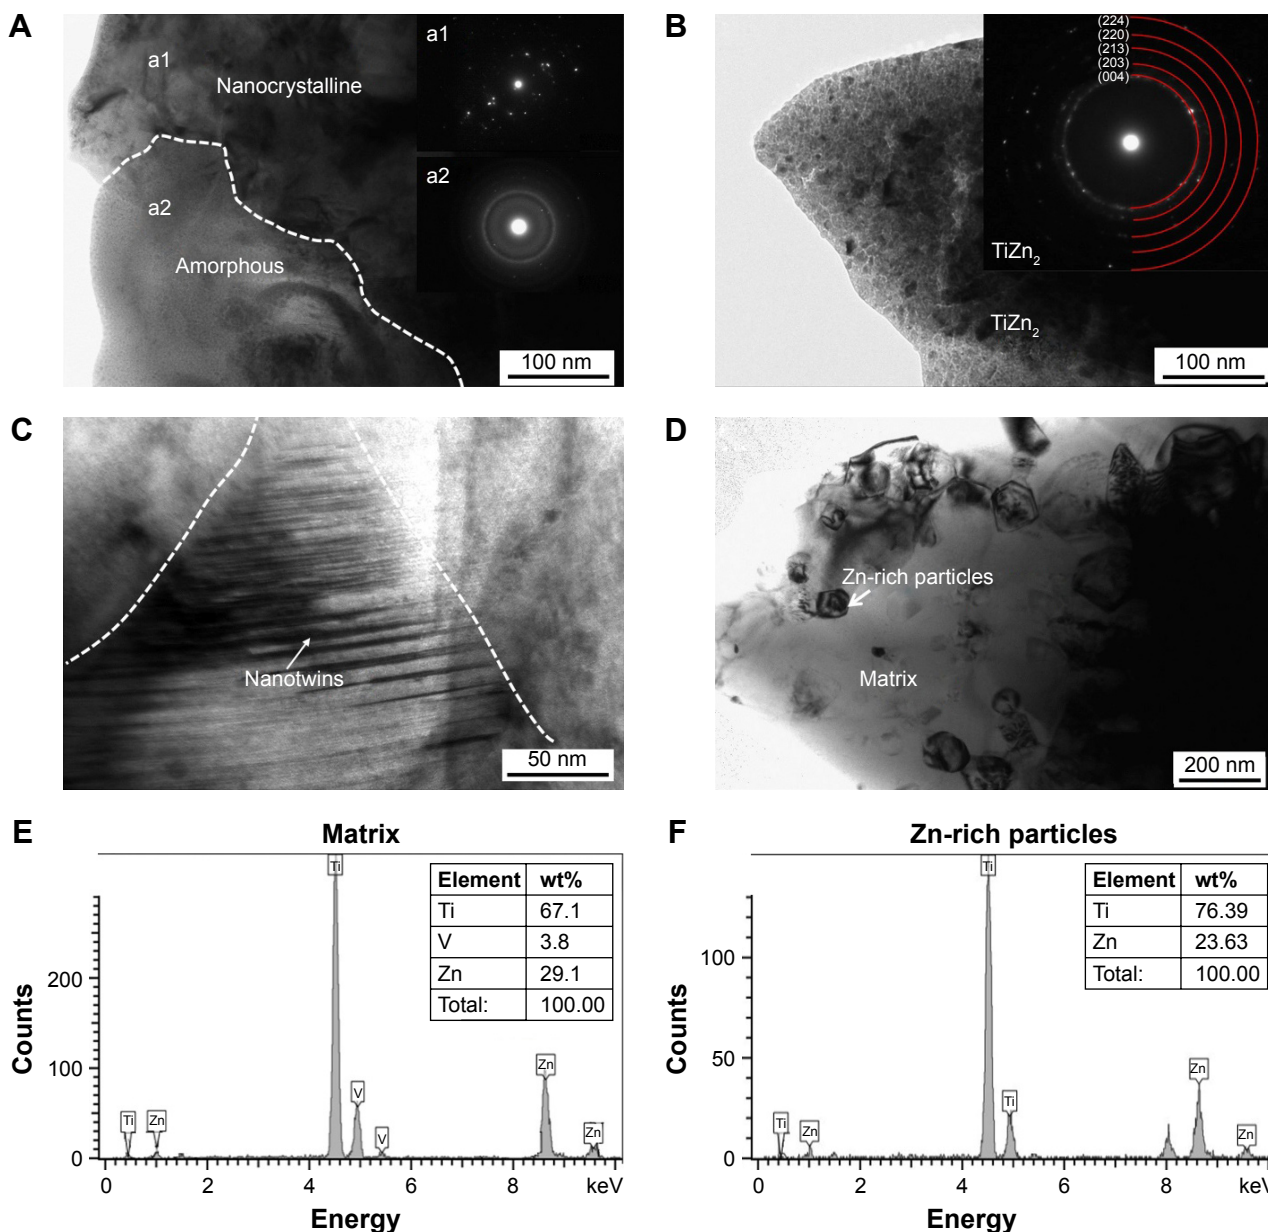 A
a1
Nanocrystalline
a1
a2
a2
Amorphous
100 nm
B
(224)
(220)
(213)
(203)
(004)
TiZn2
TiZn2
100 nm
C
Nanotwins
50 nm
D
Zn-rich particles
Matrix
200 nm
E
Matrix
Element wt%
Ti 67.1
V 3.8
Zn 29.1
Total: 100.00
Ti
Zn
Ti
V
V
Zn
Zn
200
100
0
Counts
0 2 4 6 8 keV
Energy
F
Zn-rich particles
Element wt%
Ti 76.39
Zn 23.63
Total: 100.00
Ti
Zn
Ti
Ti
Zn
Zn
100
50
0
Counts
0 2 4 6 8 keV
Energy